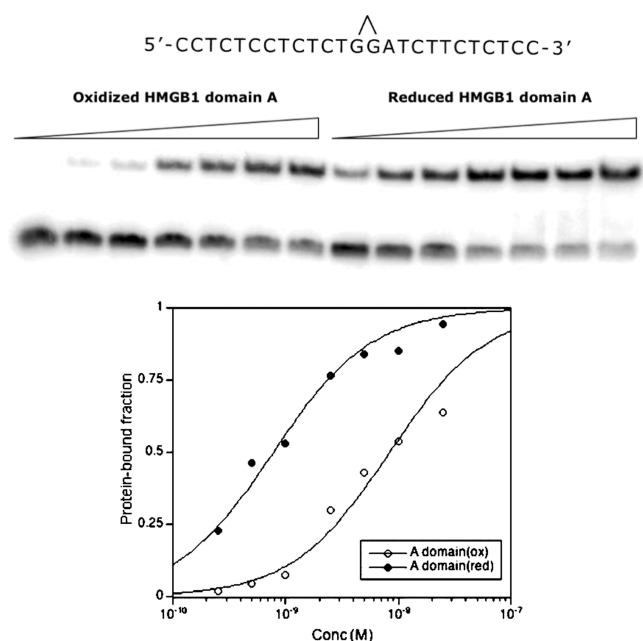 5′-CCTCTCCTCTCTGGATCTTCTCTCC-3′
Oxidized HMGB1 domain A
Reduced HMGB1 domain A
1
0.75
0.5
0.25
0
Protein-bound fraction
A domain(ox)
A domain(red)
10⁻¹⁰ 10⁻⁹ 10⁻⁸ 10⁻⁷
Conc (M)